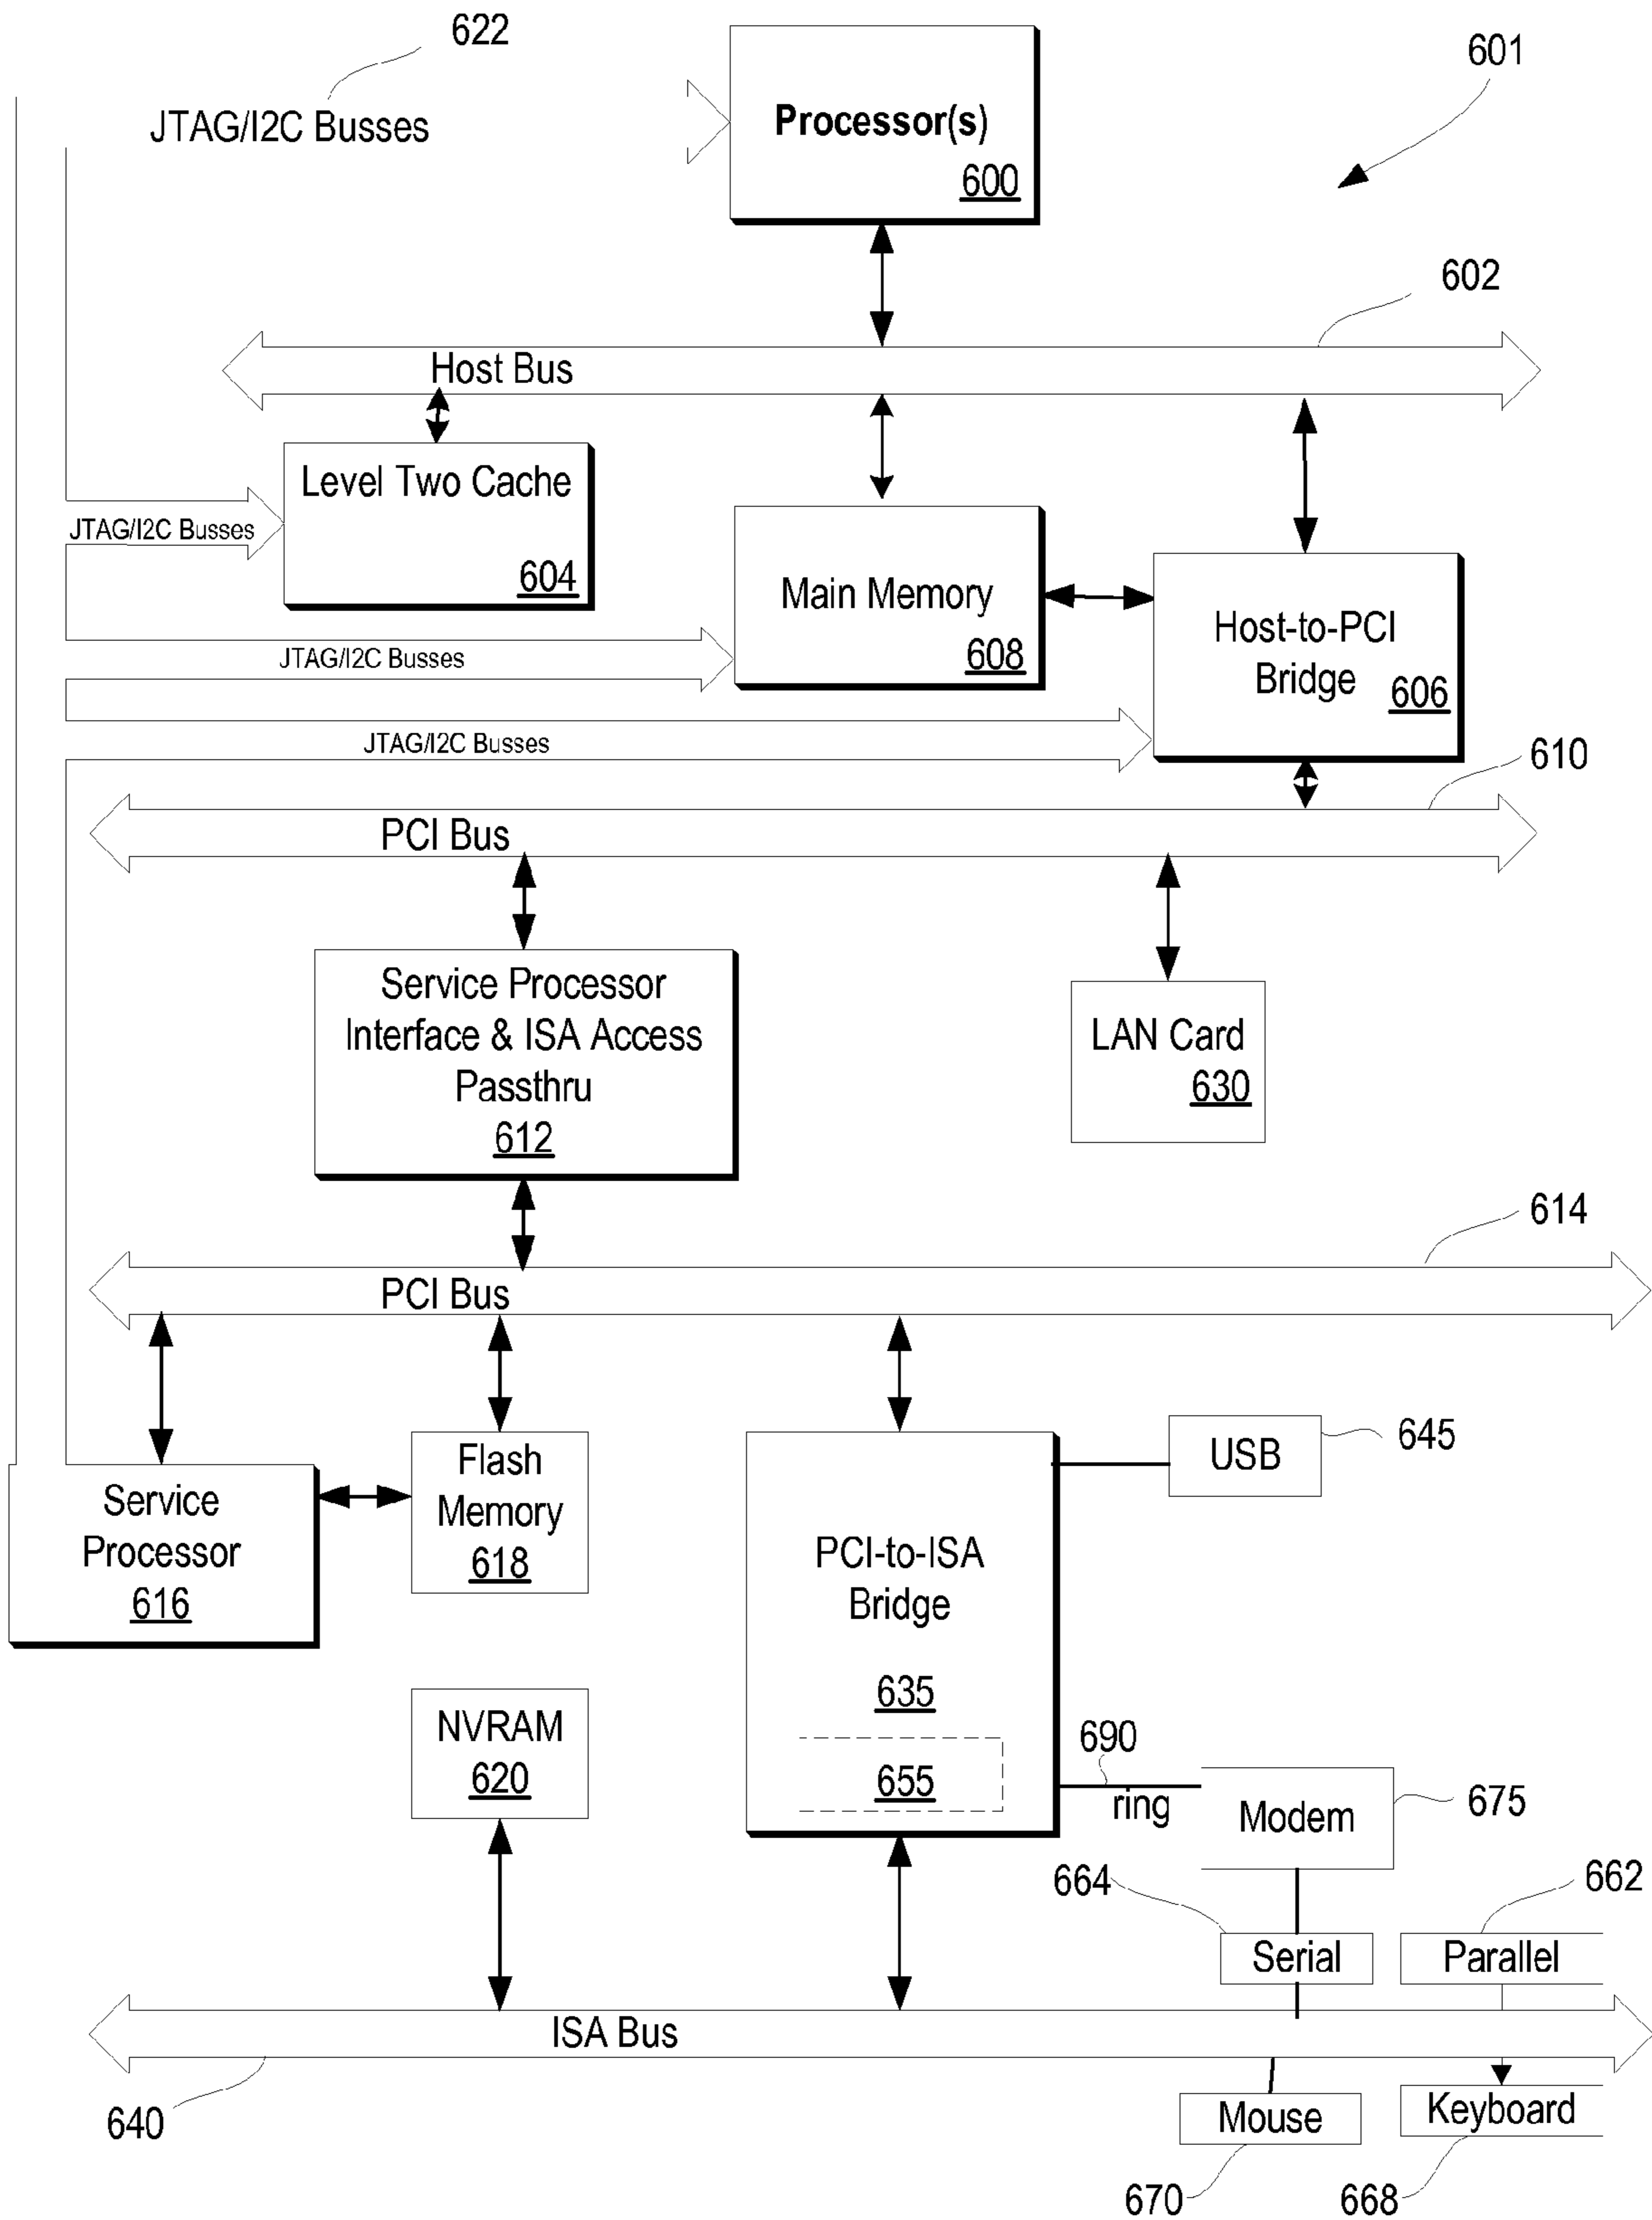 622
601
JTAG/I2C Busses
Processor(s)
600
602
Host Bus
Level Two Cache
604
JTAG/I2C Busses
Main Memory
608
Host-to-PCI
Bridge
606
JTAG/I2C Busses
JTAG/I2C Busses
610
PCI Bus
Service Processor
Interface & ISA Access
Passthru
612
LAN Card
630
614
PCI Bus
Service
Processor
616
Flash
Memory
618
USB
645
PCI-to-ISA
Bridge
635
655
NVRAM
620
690
ring
Modem
675
664
662
Serial
Parallel
ISA Bus
640
Mouse
Keyboard
670
668